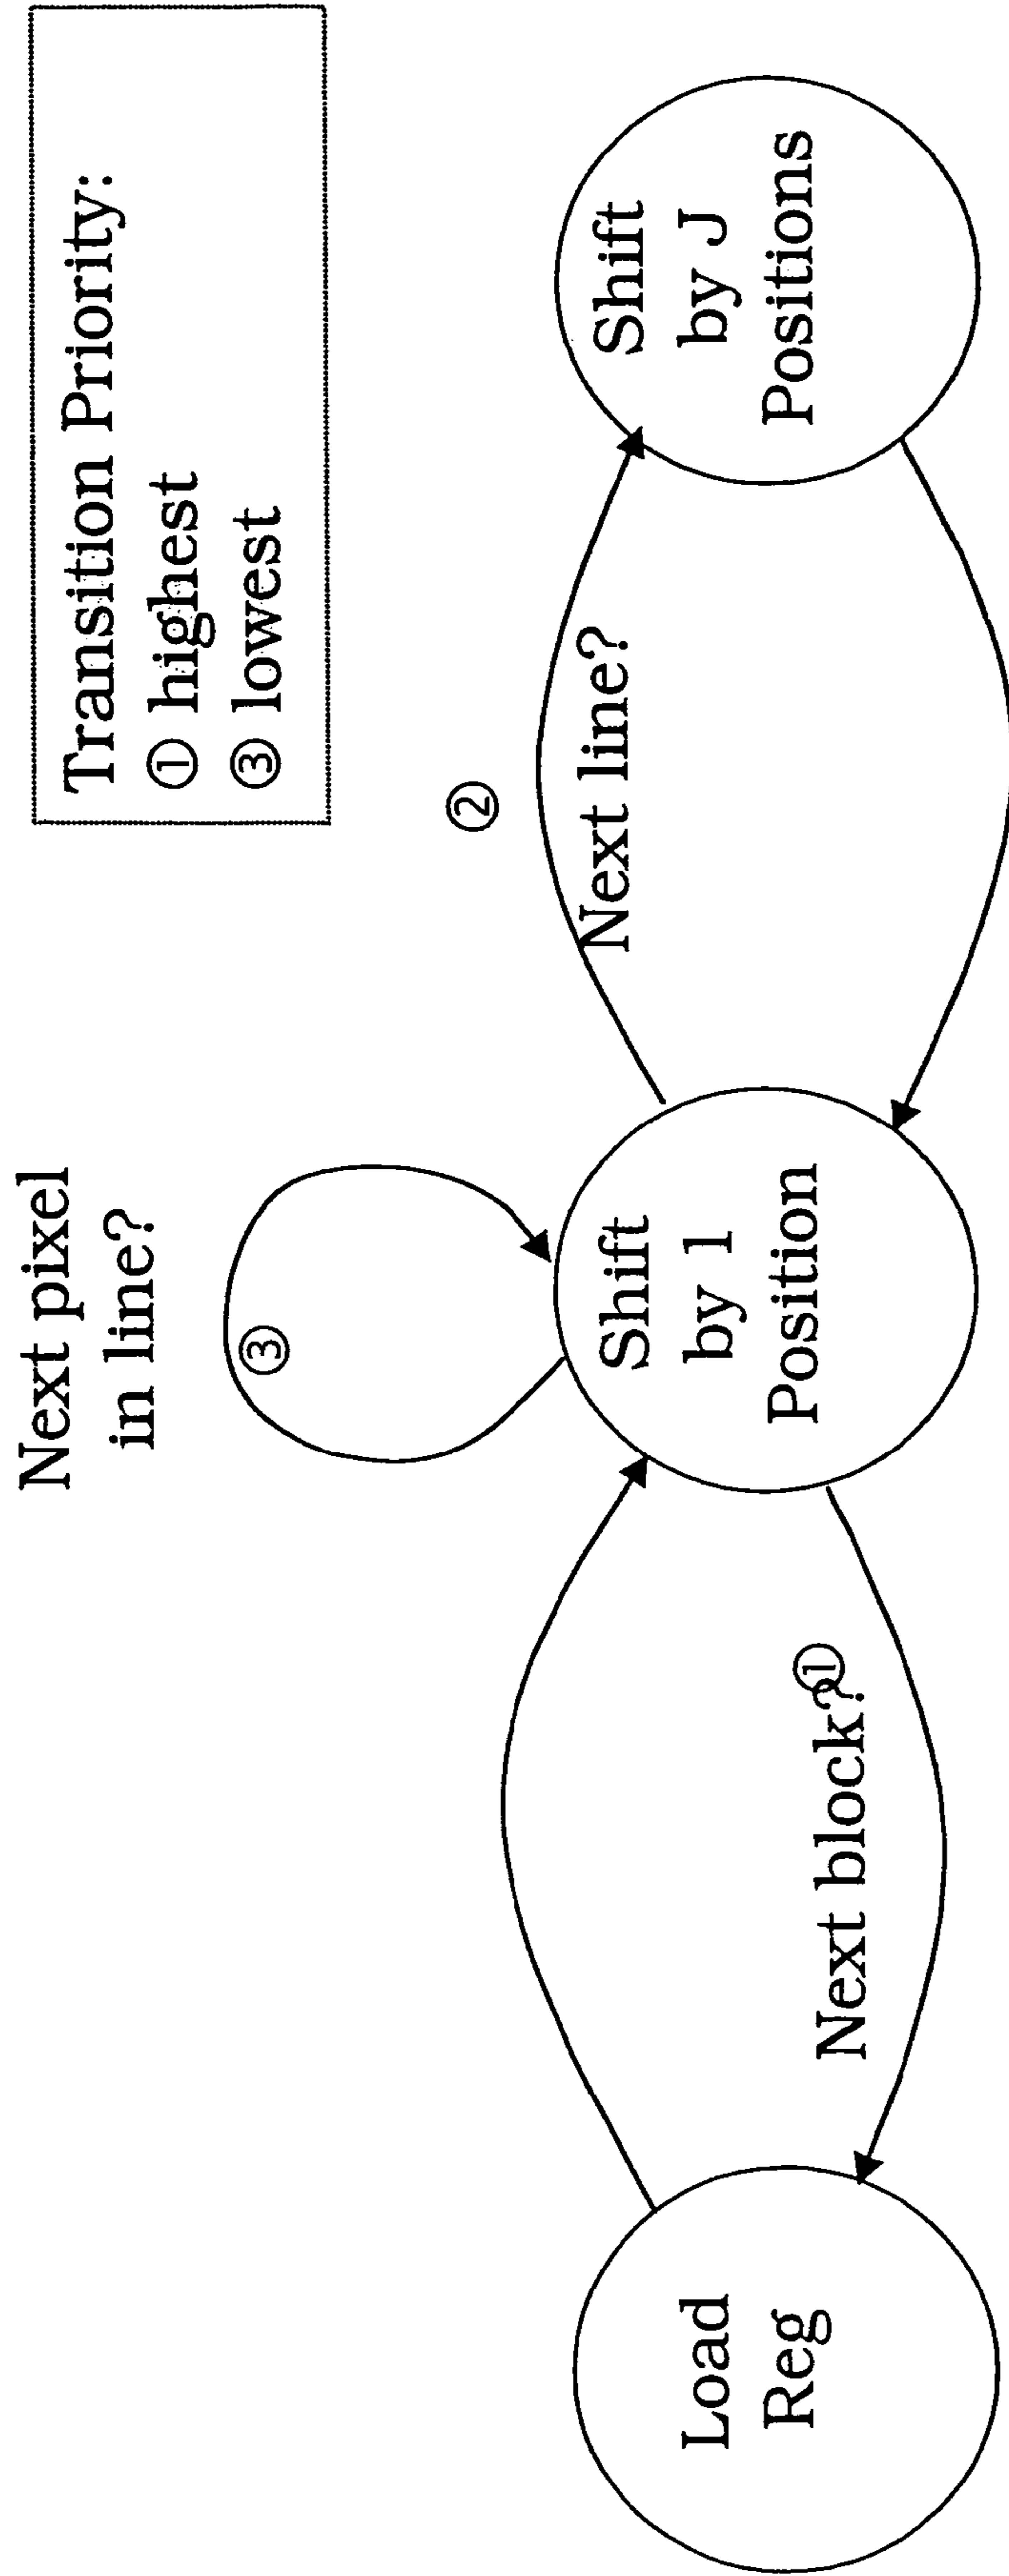 Transition Priority:
① highest
③ lowest
Next pixel
in line?
③
②
Next line?
Next block?
①
Load
Reg
Shift
by 1
Position
Shift
by J
Positions